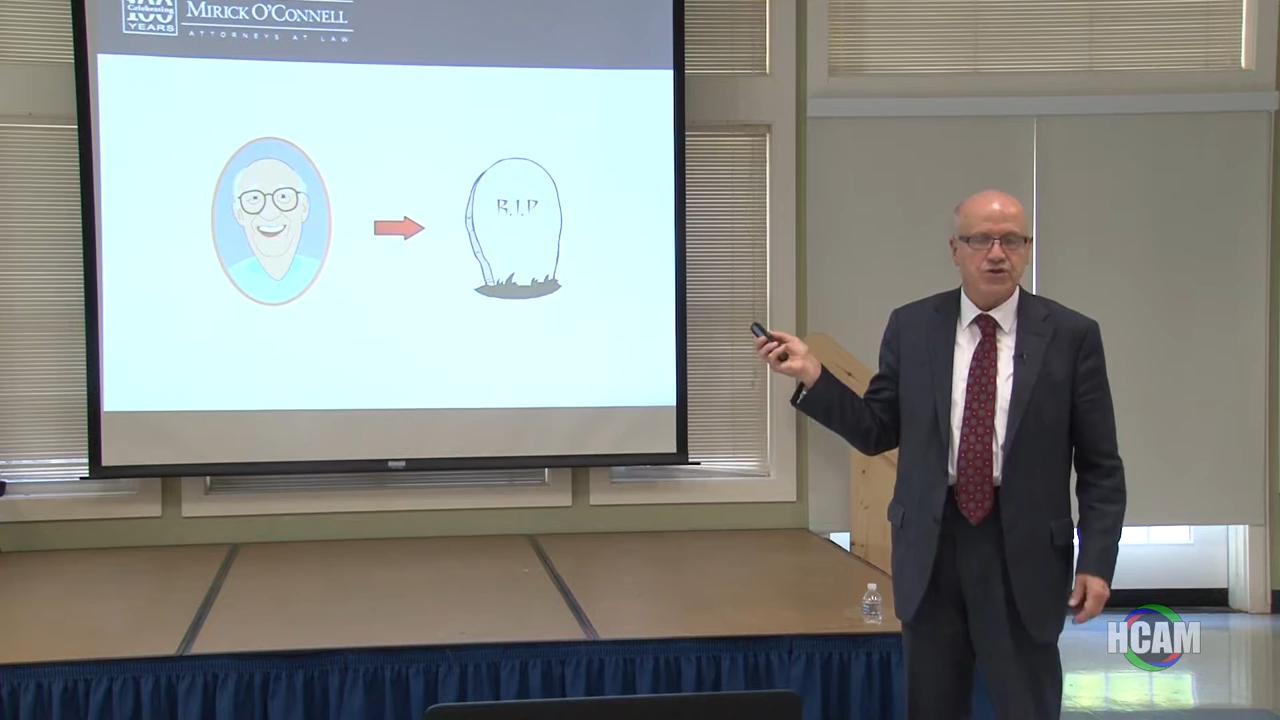 Celebrating
100
YEARS
MIRICK O'CONNELL
ATTORNEYS AT LAW
R.I.P
HCAM